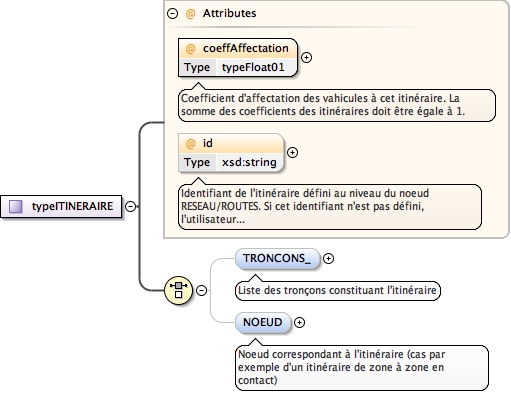 @ Attributes
@ coeffAffectation
Type typeFloat01
Coefficient d'affectation des vahicules à cet itinéraire. La
somme des coefficients des itinéraires doit être égale à 1.
@ id
Type xsd:string
Identifiant de l'itinéraire défini au niveau du noeud
RESEAU/ROUTES. Si cet identifiant n'est pas défini,
l'utilisateur...
typeITINERAIRE
TRONCONS_
Liste des tronçons constituant l'itinéraire
NOEUD
Noeud correspondant à l'itinéraire (cas par
exemple d'un itinéraire de zone à zone en
contact)